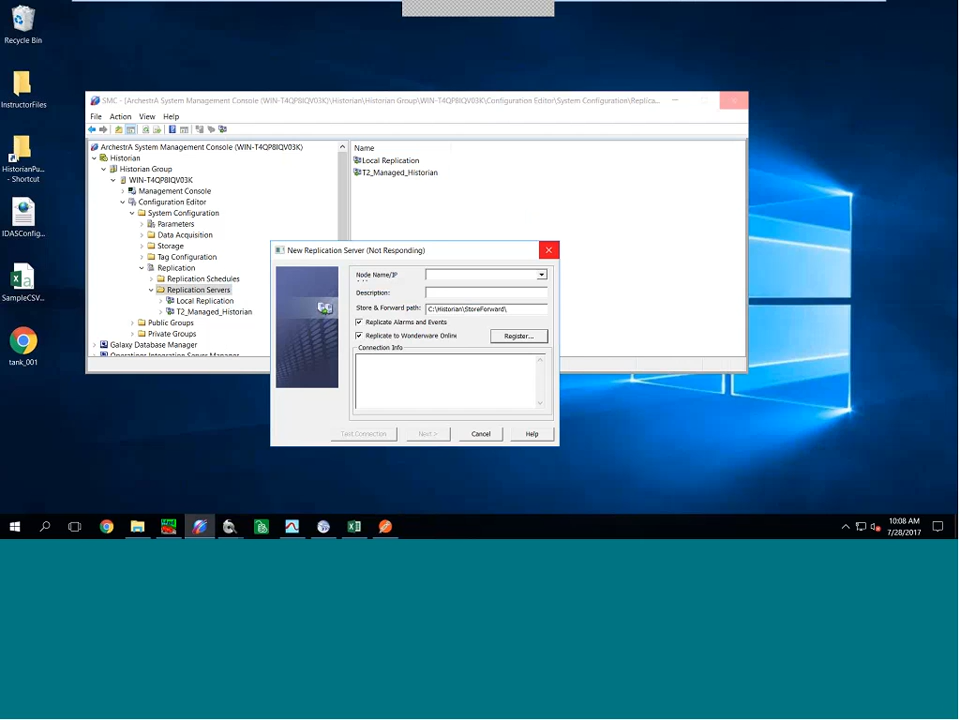 Recycle Bin
InstructorFiles
HistorianPu...
- Shortcut
IDASConfig...
SampleCSV...
tank_001
SMC - [ArchestrA System Management Console (WIN-T4QP8IQV03K)\Historian\Historian Group\WIN-T4QP8IQV03K\Configuration Editor\System Configuration\Replica...
File Action View Help
ArchestrA System Management Console (WIN-T4QP8IQV03K)
Historian
Historian Group
WIN-T4QP8IQV03K
Management Console
Configuration Editor
System Configuration
Parameters
Data Acquisition
Storage
Tag Configuration
Replication
Replication Schedules
Replication Servers
Local Replication
T2_Managed_Historian
Public Groups
Private Groups
Galaxy Database Manager
Operations Integration Server Manager
Name
Local Replication
T2_Managed_Historian
New Replication Server (Not Responding)
Node Name/IP
Description:
Store & Forward path: C:\Historian\StoreForward\
Replicate Alarms and Events
Replicate to Wonderware Online
Register...
Connection Info
Test Connection
Next >
Cancel
Help
10:08 AM
7/28/2017